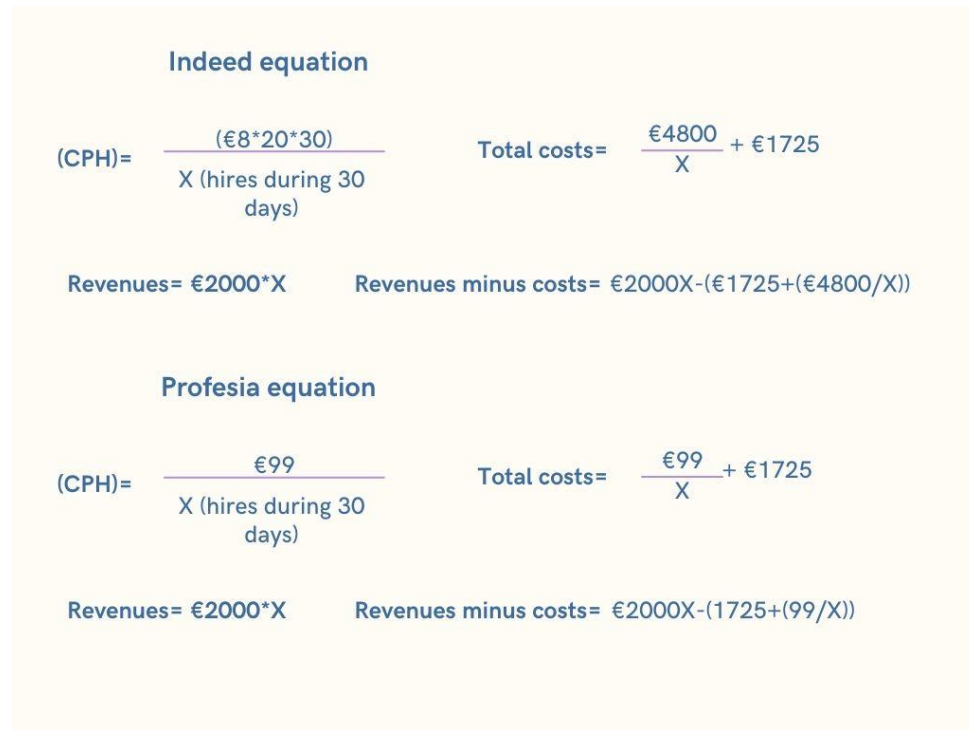 Indeed equation
(CPH)=
(€8*20*30)
X (hires during 30
days)
Total costs=
€4800
X
+ €1725
Revenues= €2000*X
Revenues minus costs= €2000X-(€1725+(€4800/X))
Profesia equation
(CPH)=
€99
X (hires during 30
days)
Total costs=
€99
X
+ €1725
Revenues= €2000*X
Revenues minus costs= €2000X-(1725+(99/X))